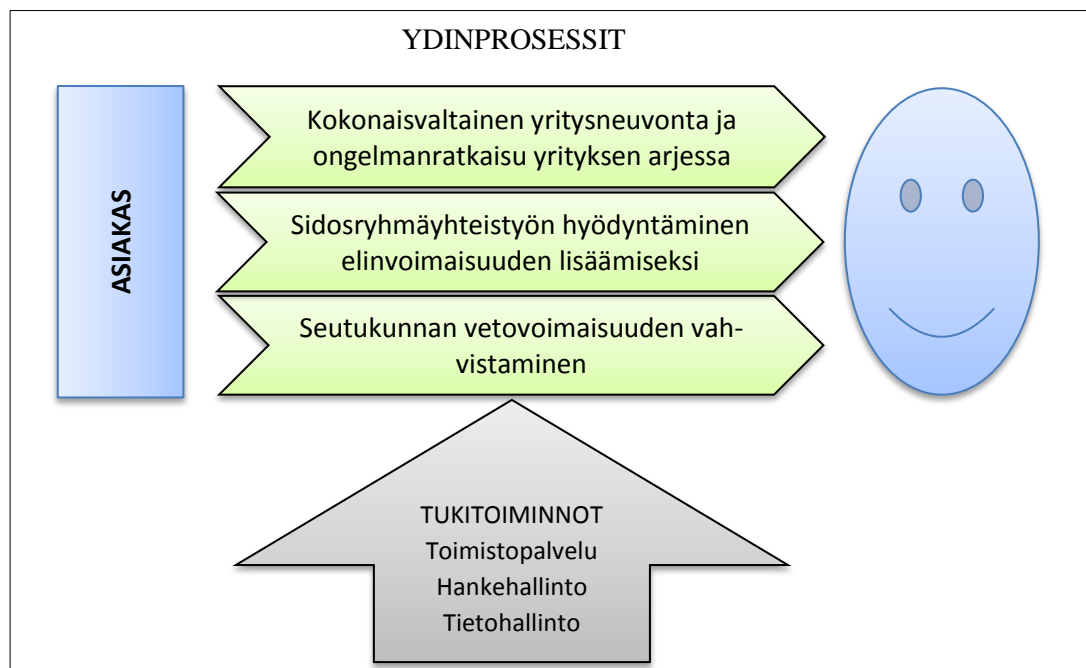 YDINPROSESSIT
ASIAKAS
Kokonaisvaltainen yritysneuvonta ja
ongelmanratkaisu yrityksen arjessa
Sidosryhmäyhteistyön hyödyntäminen
elinvoimaisuuden lisäämiseksi
Seutukunnan vetovoimaisuuden vah-
vistaminen
TUKITOIMINNOT
Toimistopalvelu
Hankehallinto
Tietohallinto